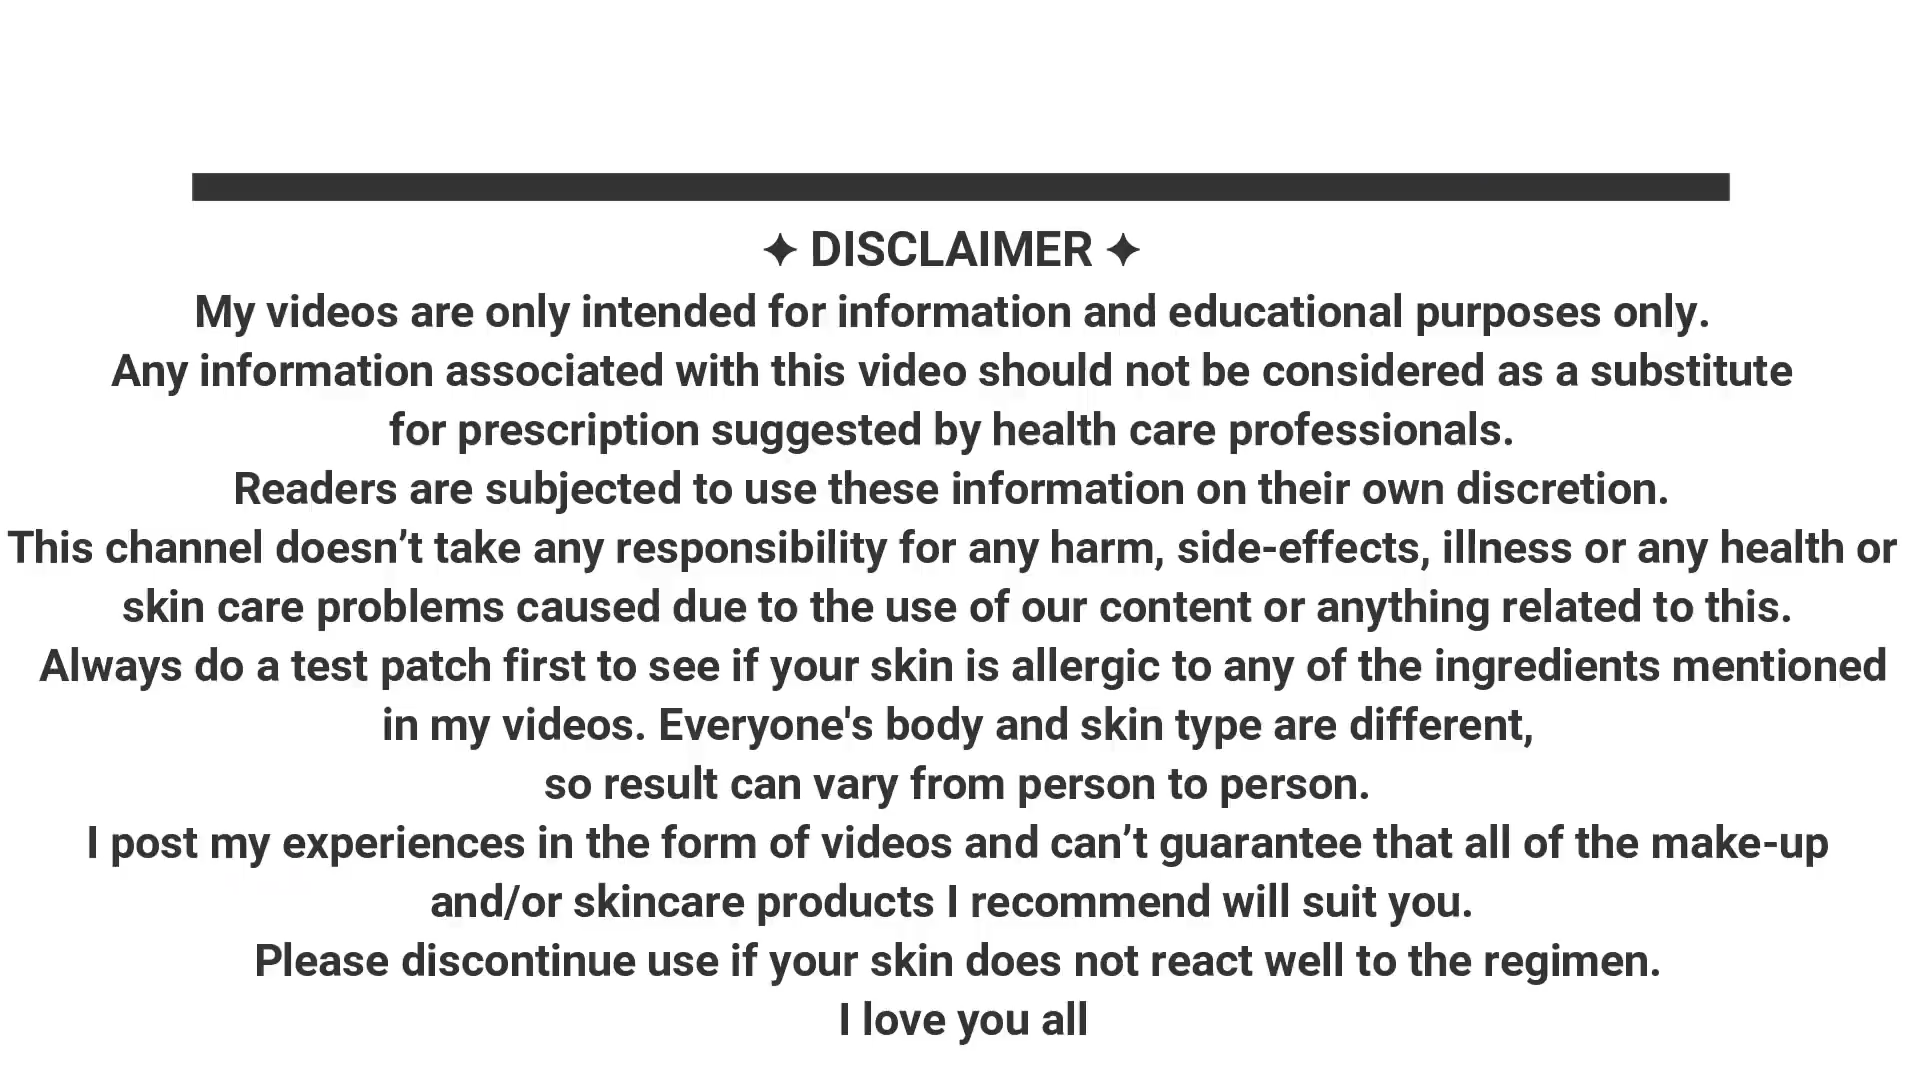 ✦ DISCLAIMER ✦
My videos are only intended for information and educational purposes only.
Any information associated with this video should not be considered as a substitute
for prescription suggested by health care professionals.
Readers are subjected to use these information on their own discretion.
This channel doesn’t take any responsibility for any harm, side-effects, illness or any health or
skin care problems caused due to the use of our content or anything related to this.
Always do a test patch first to see if your skin is allergic to any of the ingredients mentioned
in my videos. Everyone's body and skin type are different,
so result can vary from person to person.
I post my experiences in the form of videos and can’t guarantee that all of the make-up
and/or skincare products I recommend will suit you.
Please discontinue use if your skin does not react well to the regimen.
I love you all